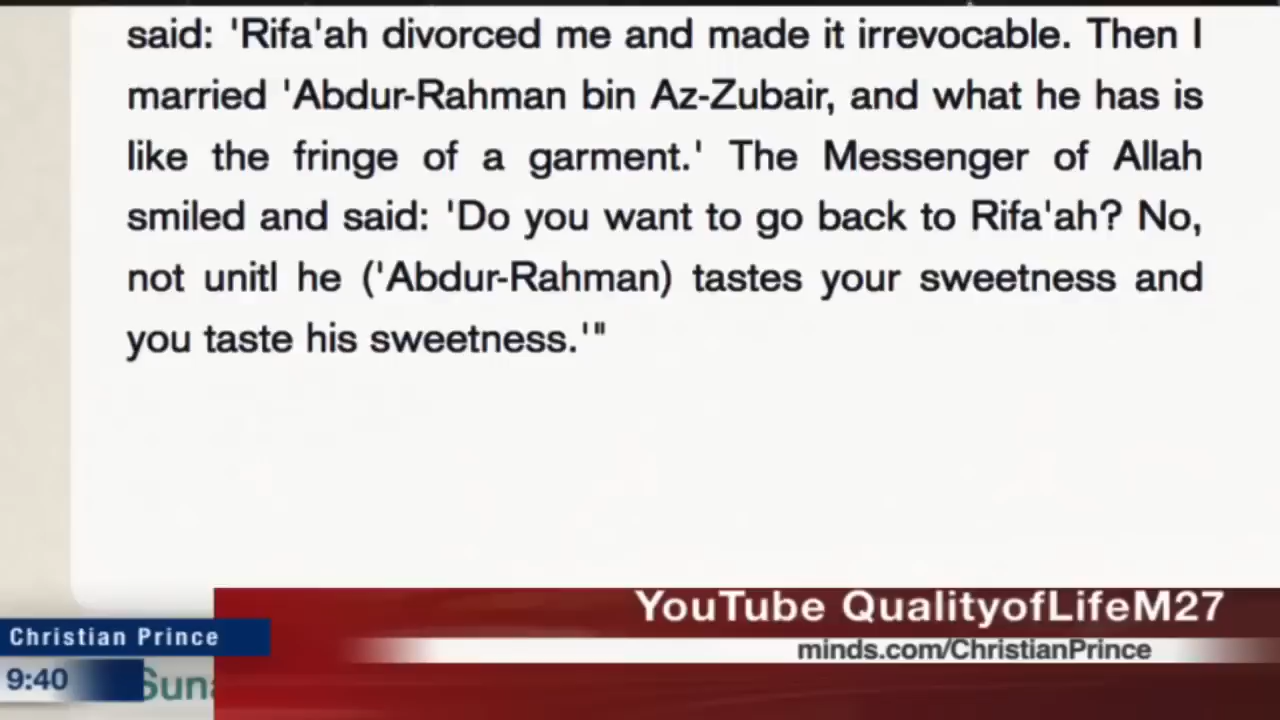 said: 'Rifa'ah divorced me and made it irrevocable. Then I
married 'Abdur-Rahman bin Az-Zubair, and what he has is
like the fringe of a garment.' The Messenger of Allah
smiled and said: 'Do you want to go back to Rifa'ah? No,
not unitl he ('Abdur-Rahman) tastes your sweetness and
you taste his sweetness.'"
YouTube QualityofLifeM27
Christian Prince
minds.com/ChristianPrince
9:40